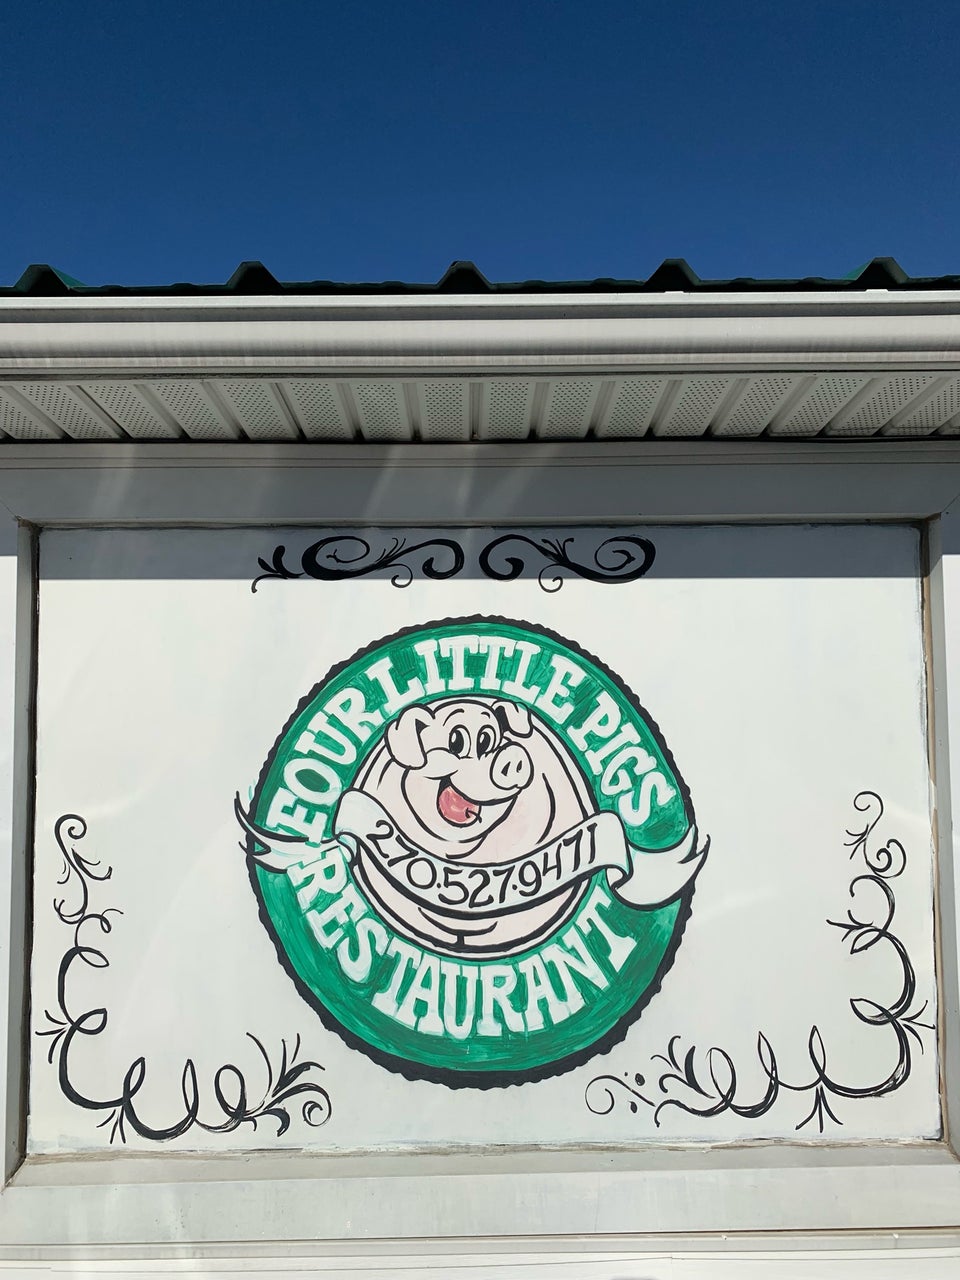 FOUR LITTLE PIGS
270.527.9471
RESTAURANT